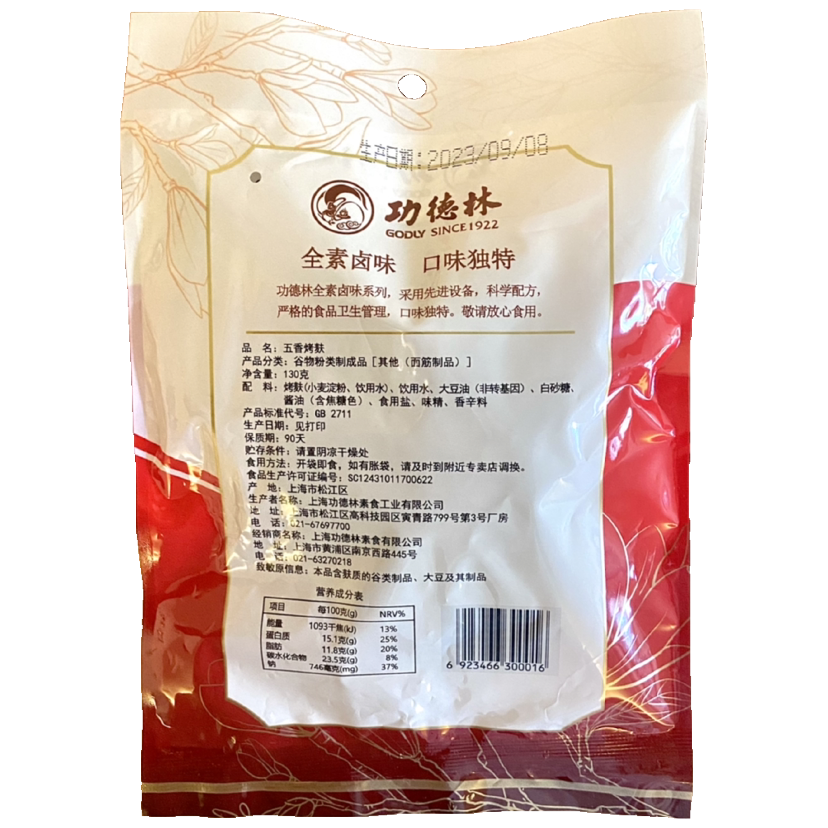 生产日期:2023/09/08
功德林
GODLY SINCE1922
全素卤味 口味独特
功德林全素卤味系列，采用先进设备，科学配方，
严格的食品卫生管理，口味独特。敬请放心食用。
品 名：五香烤麸
产品分类：谷物粉类制成品［其他（面筋制品）］
净含量：130克
配 料：烤麸(小麦淀粉、饮用水)、饮用水、大豆油（非转基因）、白砂糖、
酱油（含焦糖色）、食用盐、味精、香辛料
产品标准代号：GB 2711
生产日期：见打印
保质期：90天
贮存条件：请置阴凉干燥处
食用方法：开袋即食，如有胀袋，请及时到附近专卖店调换。
食品生产许可证编号：SC12431011700622
产 地：上海市松江区
生产者名称：上海功德林素食工业有限公司
地 址：上海市松江区高科技园区寅青路799号第3号厂房
电 话：021-67697700
经销商名称：上海功德林素食有限公司
地 址：上海市黄浦区南京西路445号
电 话：021-63270218
致敏原信息：本品含麸质的谷类制品、大豆及其制品
营养成分表
项目 每100克(g) NRV%
能量 1093千焦(kJ) 13%
蛋白质 15.1克(g) 25%
脂肪 11.8克(g) 20%
碳水化合物 23.5克(g) 8%
钠 746毫克(mg) 37%
6 923466 300016